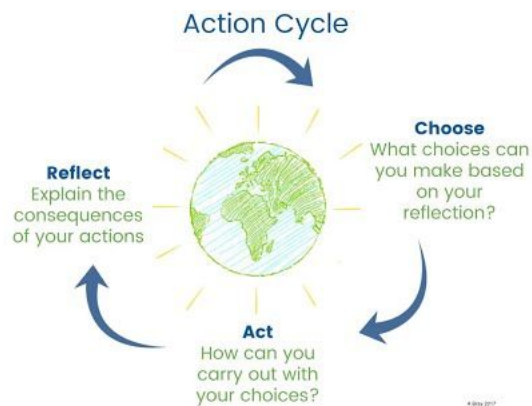 Action Cycle
Choose
What choices can
you make based
on your
reflection?
Reflect
Explain the
consequences
of your actions
Act
How can you
carry out with
your choices?